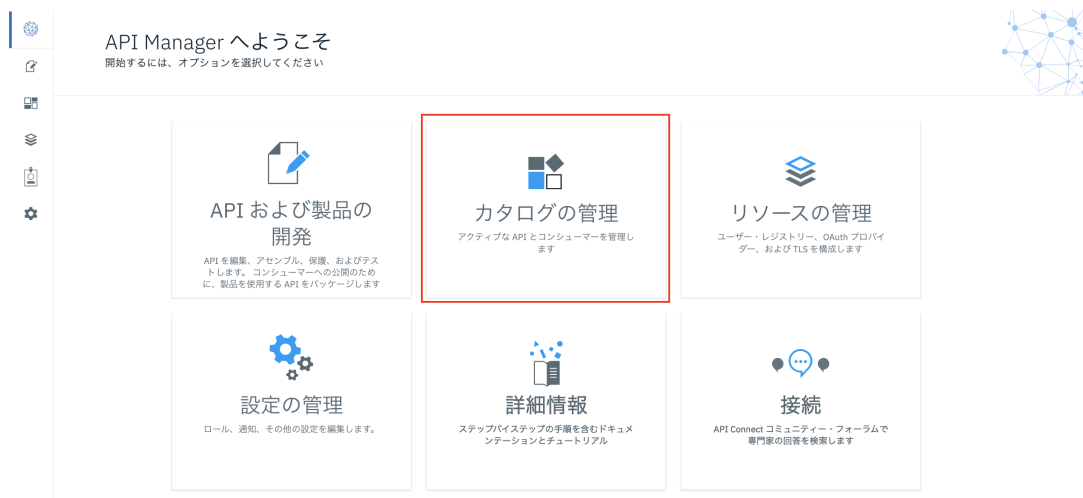 API Manager へようこそ
開始するには、オプションを選択してください
API および製品の
開発
API を編集、アセンブル、保護、およびテス
トします。 コンシューマーへの公開のため
に、製品を使用する API をパッケージします
カタログの管理
アクティブな API とコンシューマーを管理し
ます
リソースの管理
ユーザー・レジストリー、OAuth プロバイ
ダー、および TLS を構成します
設定の管理
ロール、通知、その他の設定を編集します。
詳細情報
ステップバイステップの手順を含むドキュメ
ンテーションとチュートリアル
接続
API Connect コミュニティー・フォーラムで
専門家の回答を検索します